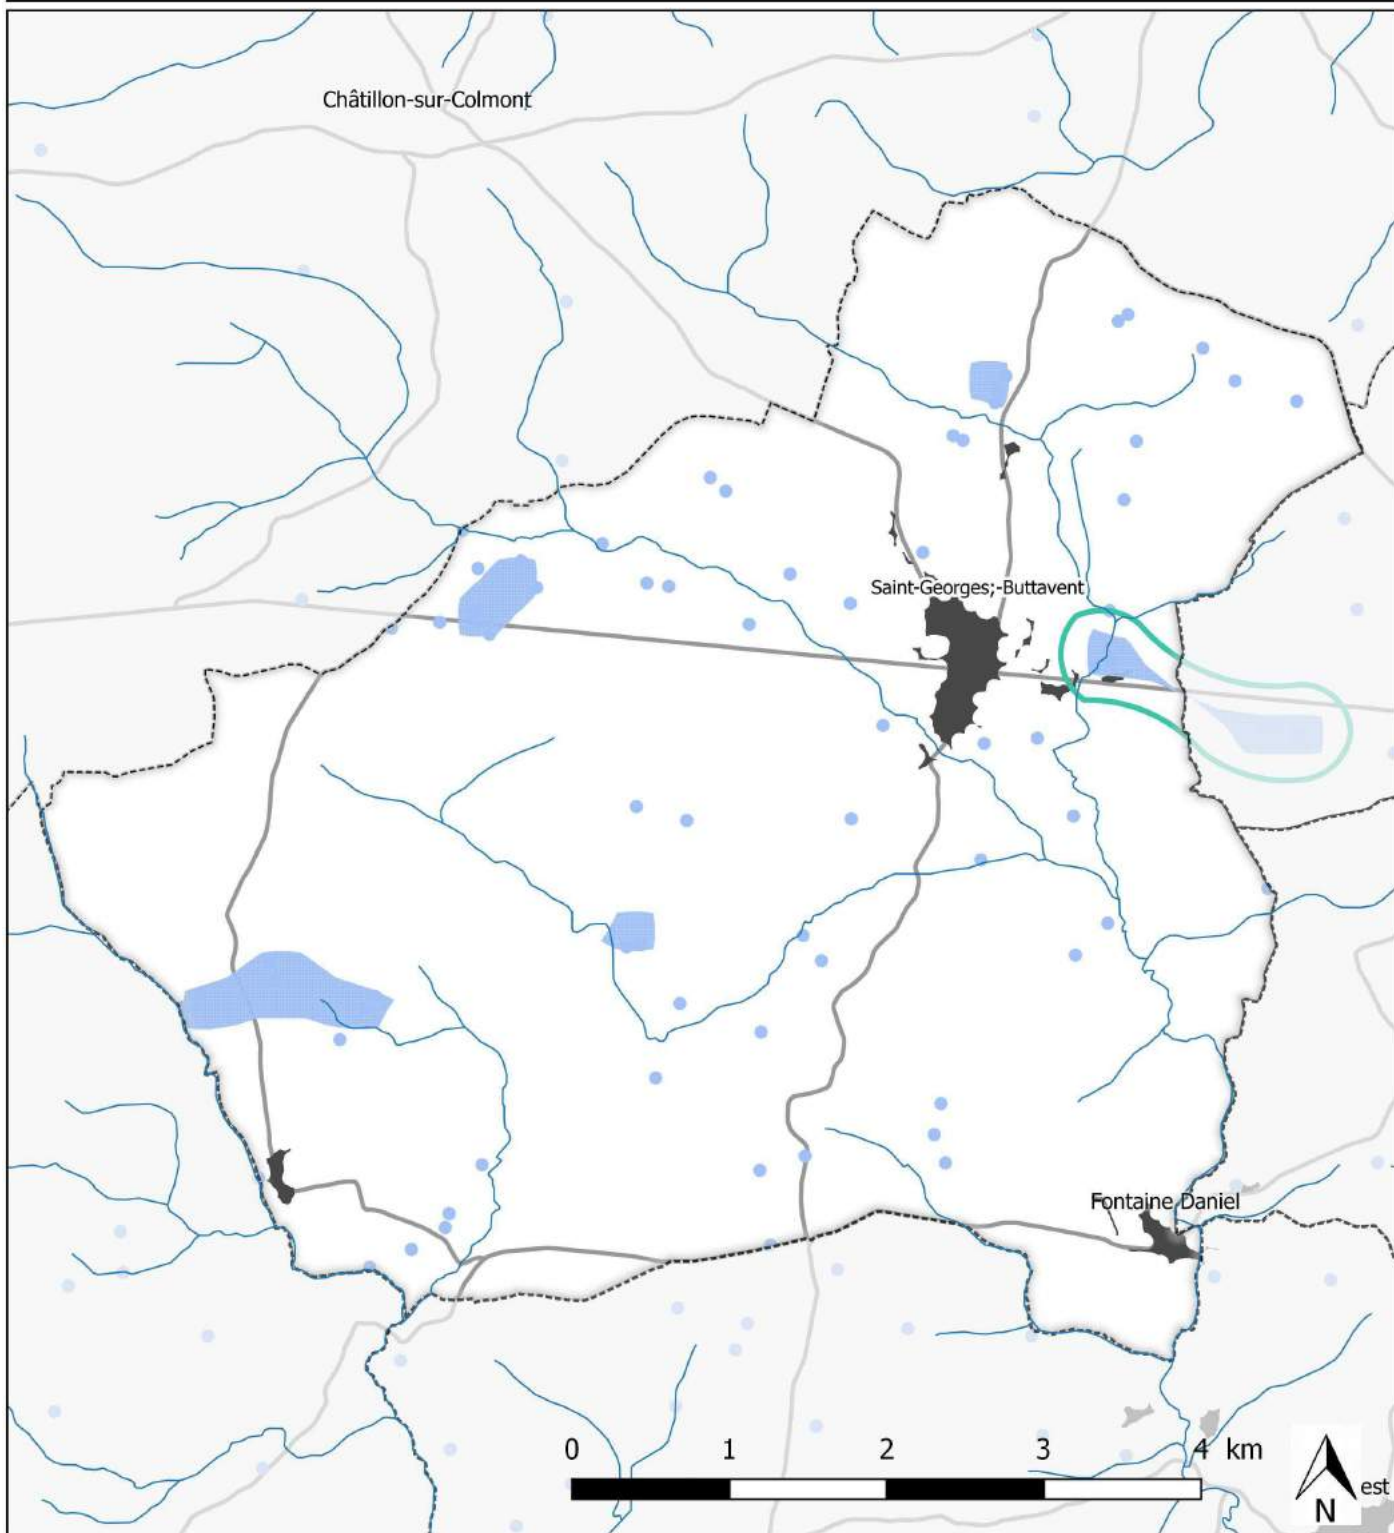 Châtillon-sur-Colmont
Saint-Georges;-Buttavent
Fontaine Daniel
0 1 2 3 4 km
est
N